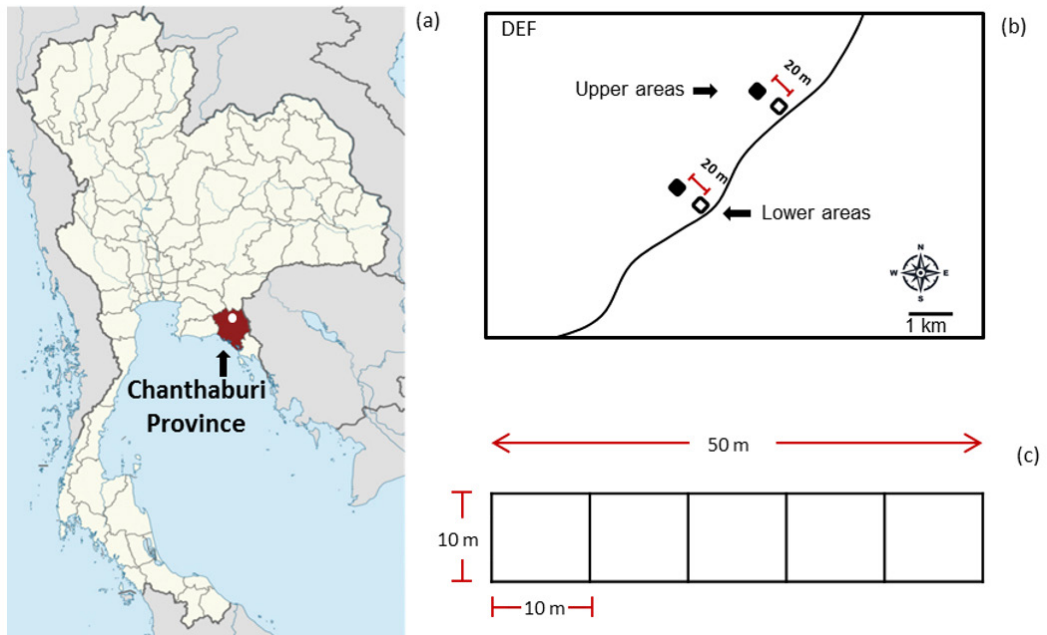 (a)
Chanthaburi
Province
DEF
(b)
20 m
Upper areas
20 m
Lower areas
N
W E
S
1 km
50 m
(c)
10 m
10 m